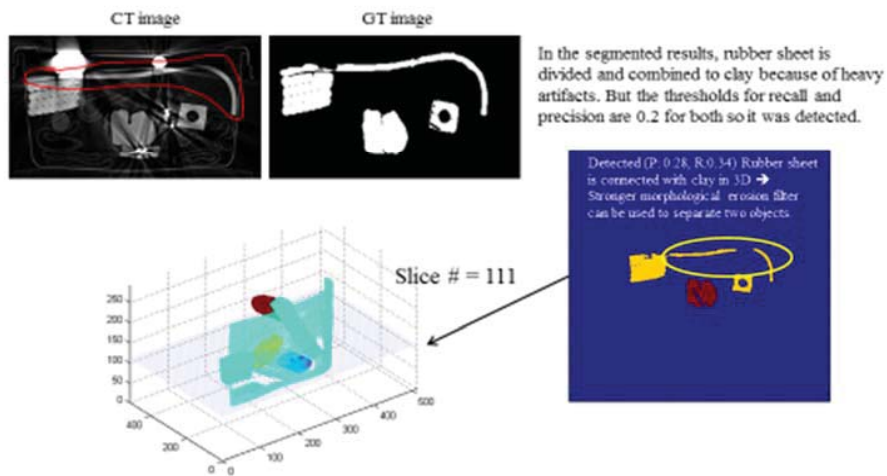 CT image
GT image
In the segmented results, rubber sheet is
divided and combined to clay because of heavy
artifacts. But the thresholds for recall and
precision are 0.2 for both so it was detected.
Detected (P: 0.28, R:0.34) Rubber sheet
is connected with clay in 3D ➔
Stronger morphological erosion filter
can be used to separate two objects.
Slice # = 111
250
200
150
100
50
0
400
200
0
0
100
200
300
400
500